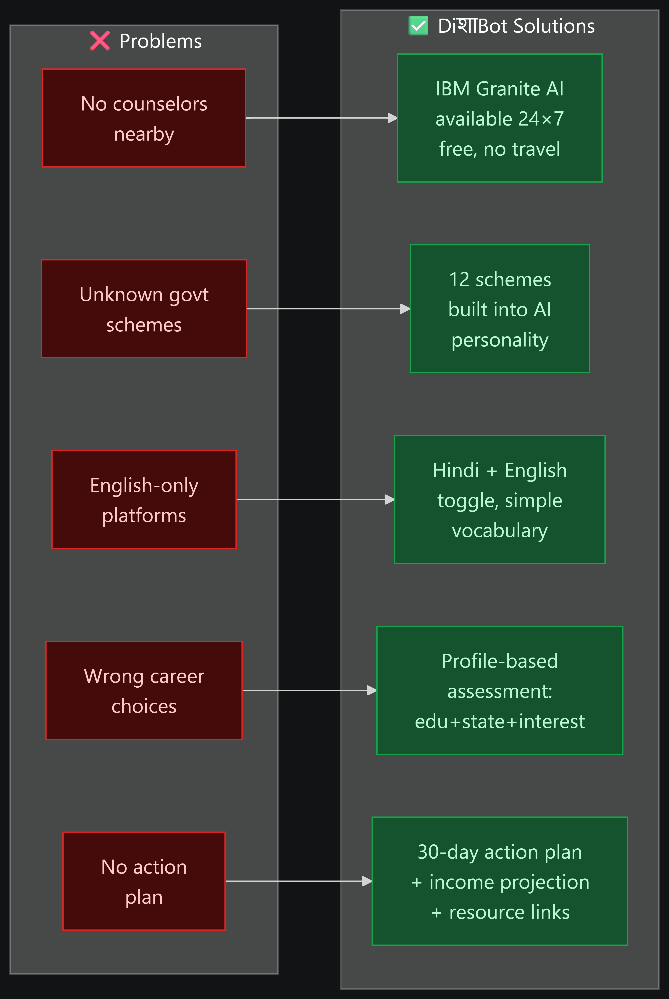 ❌ Problems
No counselors
nearby
Unknown govt
schemes
English-only
platforms
Wrong career
choices
No action
plan
✅ DiशाBot Solutions
IBM Granite AI
available 24×7
free, no travel
12 schemes
built into AI
personality
Hindi + English
toggle, simple
vocabulary
Profile-based
assessment:
edu+state+interest
30-day action plan
+ income projection
+ resource links